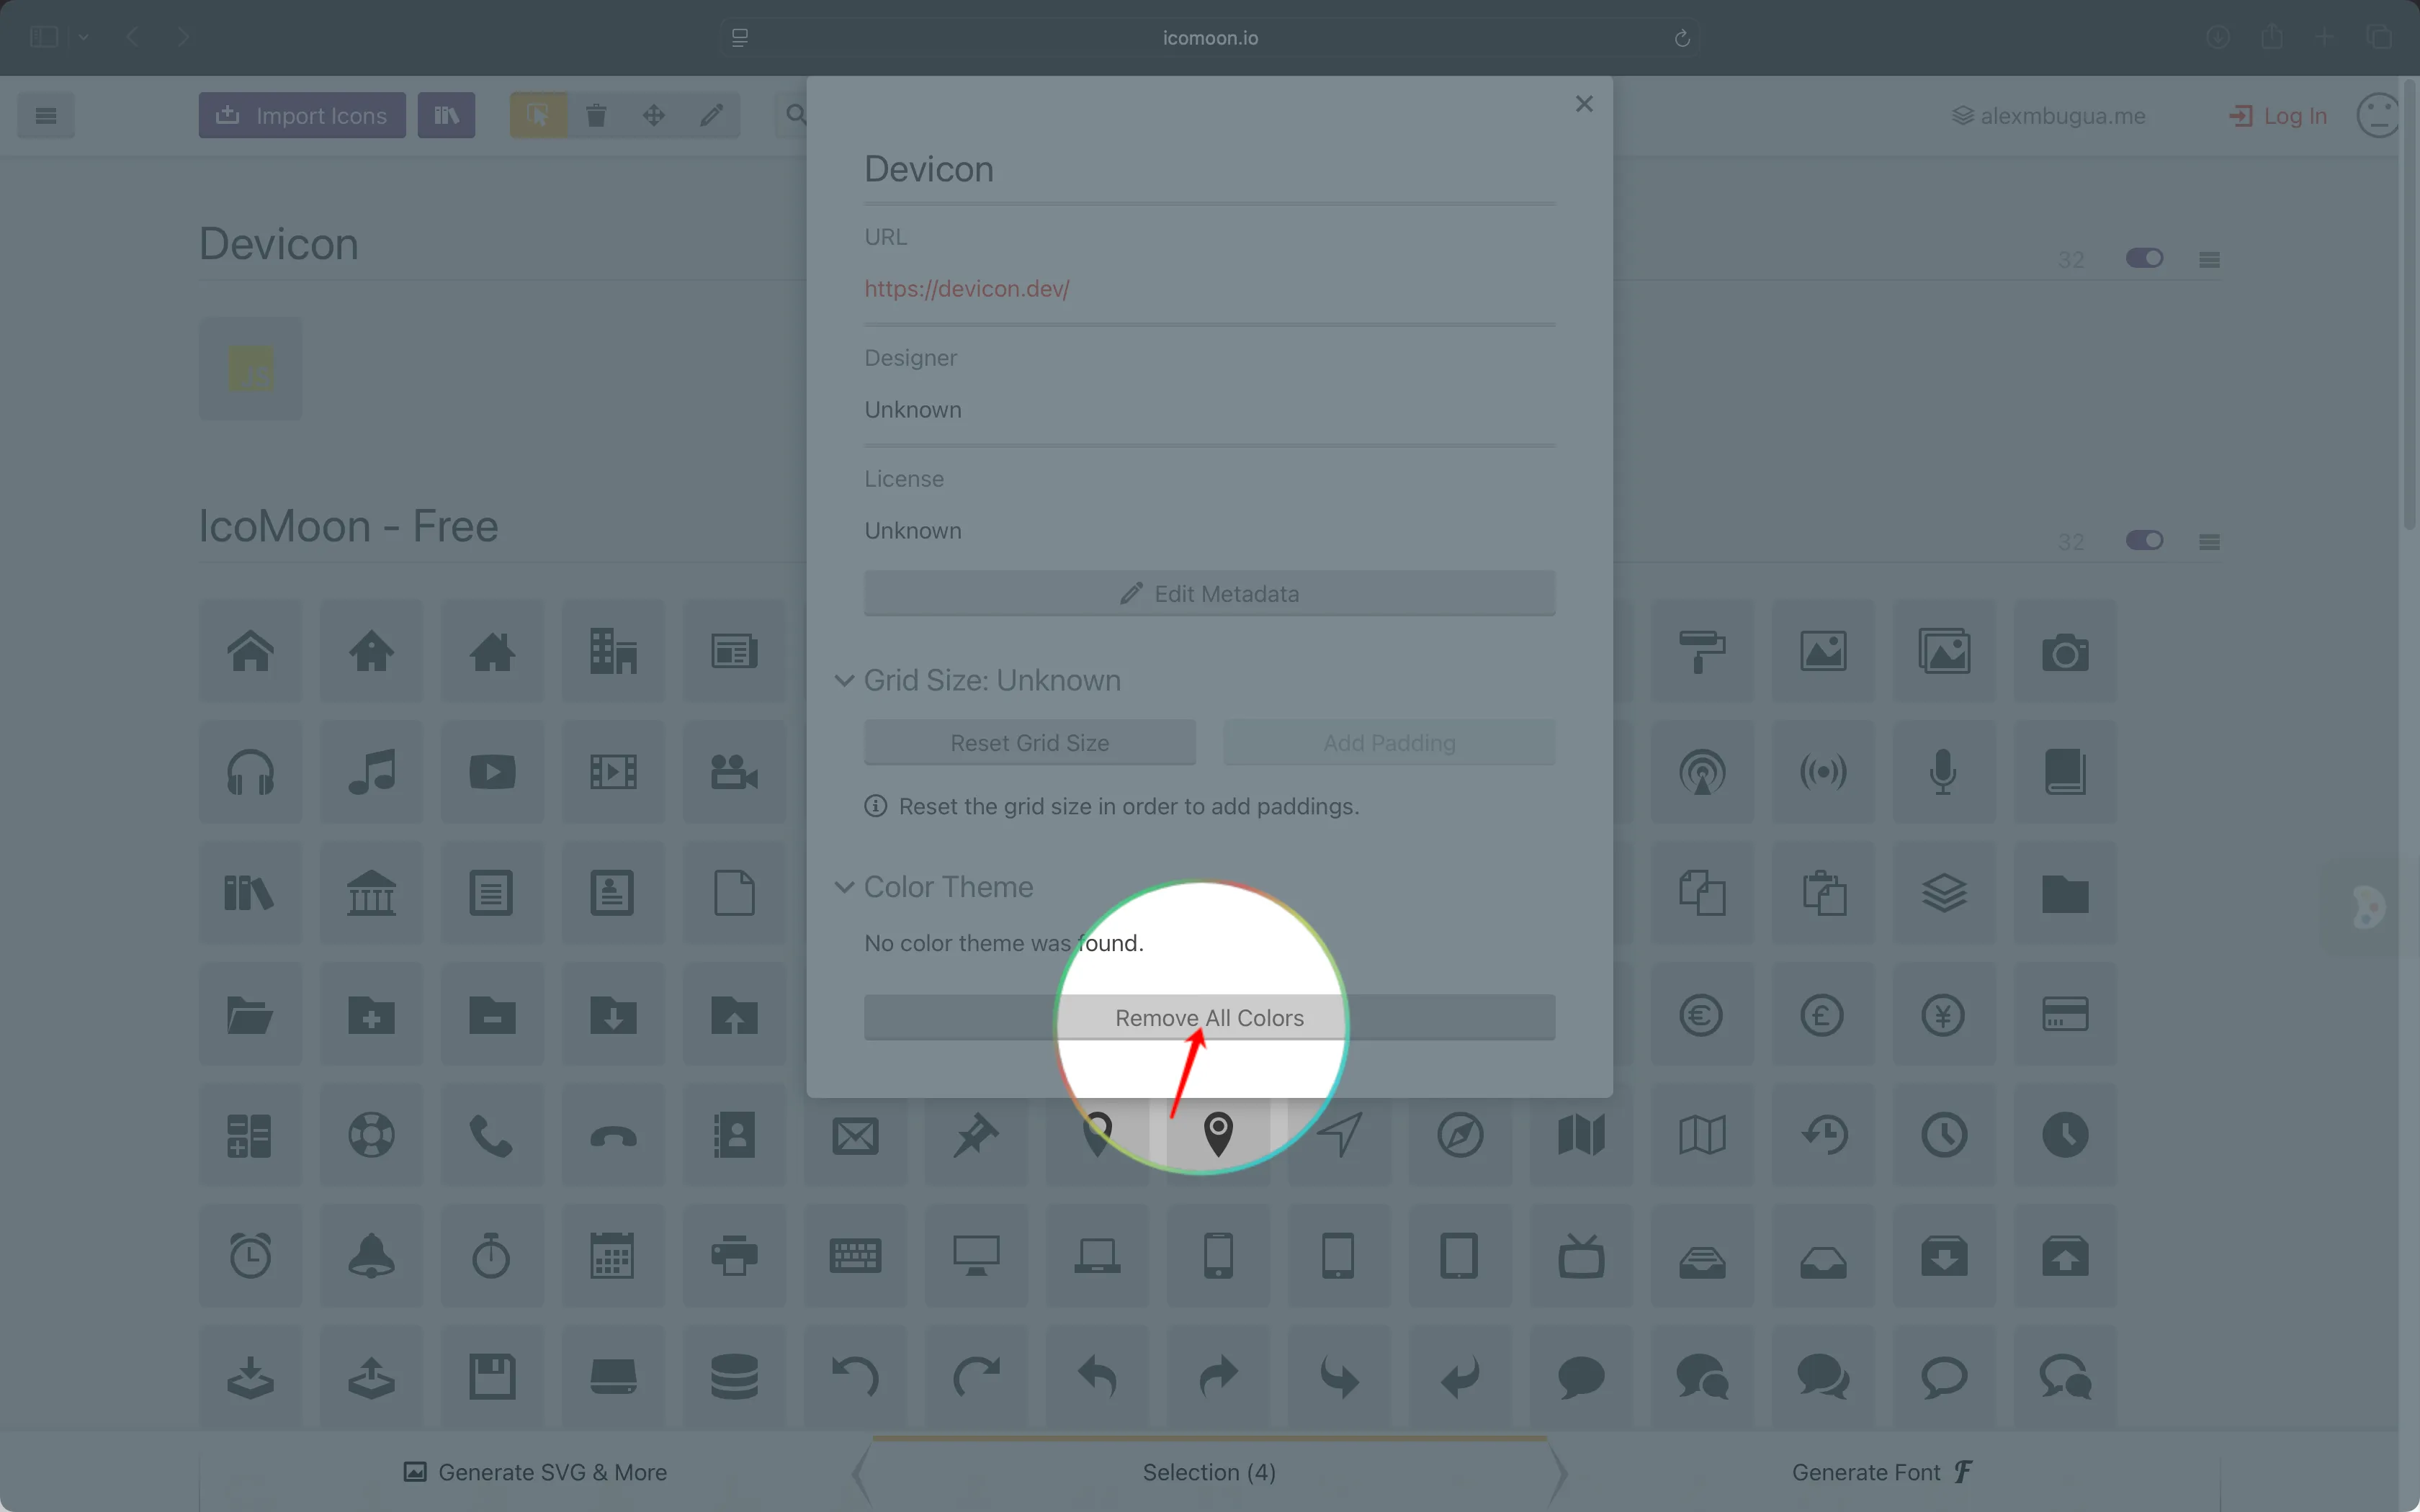 icomoon.io
Import Icons
alexmbugua.me
Log In
Devicon
URL
https://devicon.dev/
Designer
Unknown
License
Unknown
Edit Metadata
Grid Size: Unknown
Reset Grid Size
Add Padding
Reset the grid size in order to add paddings.
Color Theme
No color theme was found.
Remove All Colors
Devicon
32
JS
IcoMoon - Free
32
Generate SVG & More
Selection (4)
Generate Font